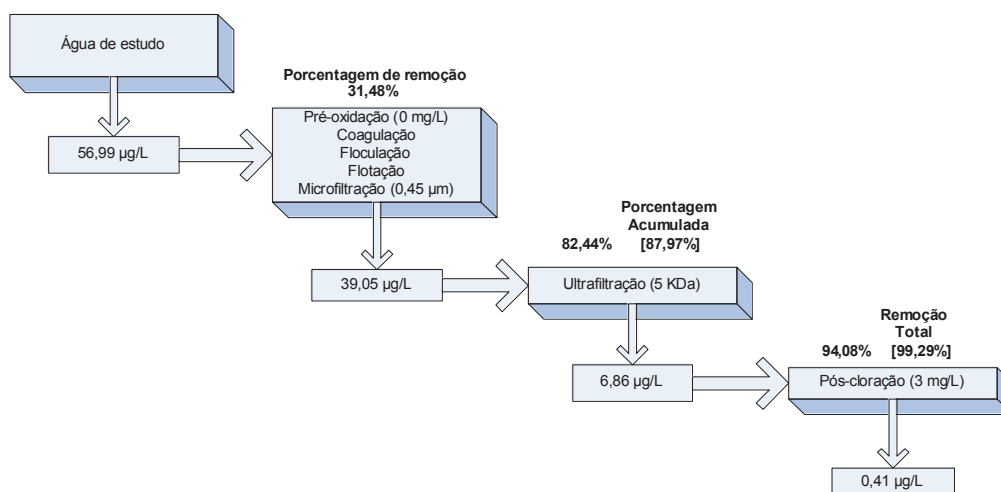 Água de estudo
56,99 µg/L
Porcentagem de remoção
31,48%
Pré-oxidação (0 mg/L)
Coagulação
Floculação
Flotação
Microfiltração (0,45 µm)
39,05 µg/L
Porcentagem
Acumulada
82,44% [87,97%]
Ultrafiltração (5 KDa)
6,86 µg/L
Remoção
Total
94,08% [99,29%]
Pós-cloração (3 mg/L)
0,41 µg/L